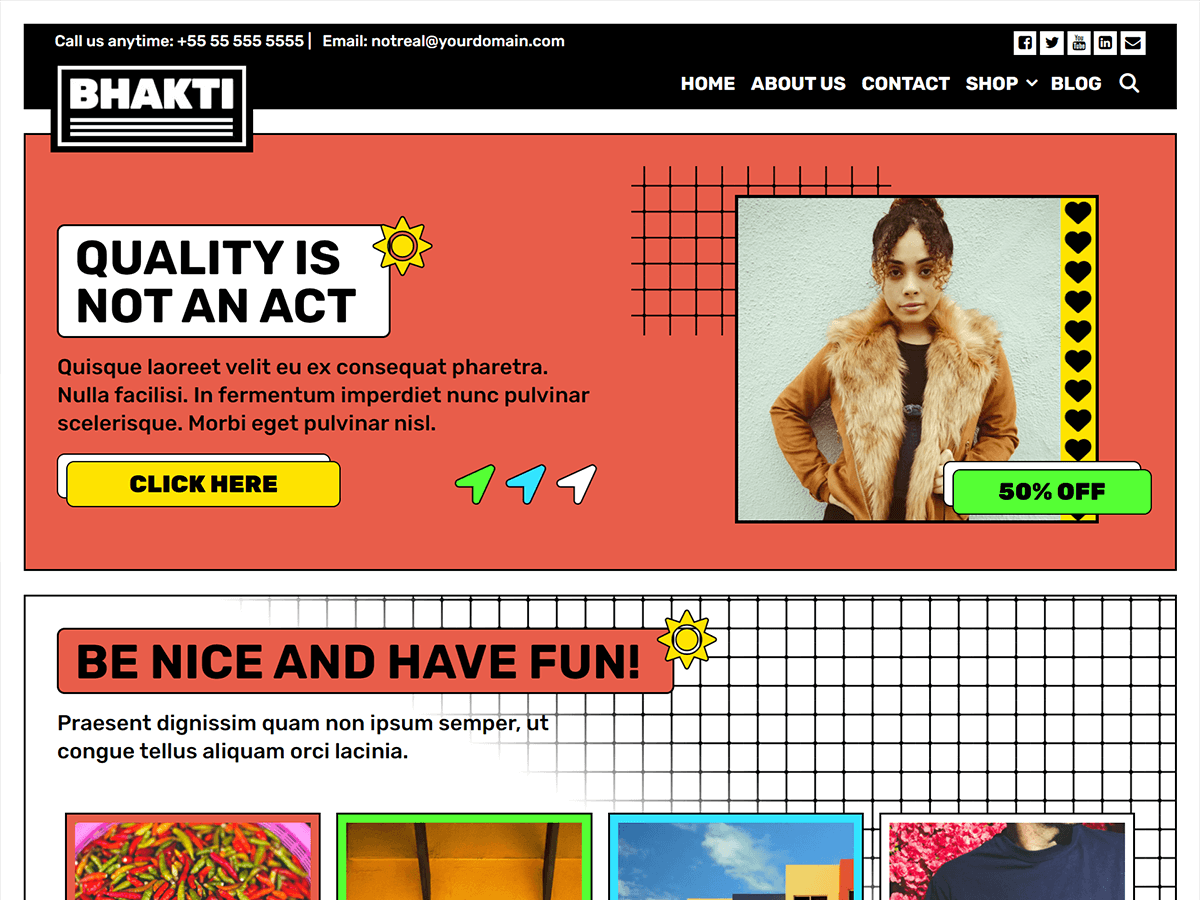 Call us anytime: +55 55 555 5555 | Email: notreal@yourdomain.com
You
Tube
in
BHAKTI
HOME ABOUT US CONTACT SHOP BLOG
QUALITY IS
NOT AN ACT
Quisque laoreet velit eu ex consequat pharetra.
Nulla facilisi. In fermentum imperdiet nunc pulvinar
scelerisque. Morbi eget pulvinar nisl.
CLICK HERE
50% OFF
BE NICE AND HAVE FUN!
Praesent dignissim quam non ipsum semper, ut
congue tellus aliquam orci lacinia.